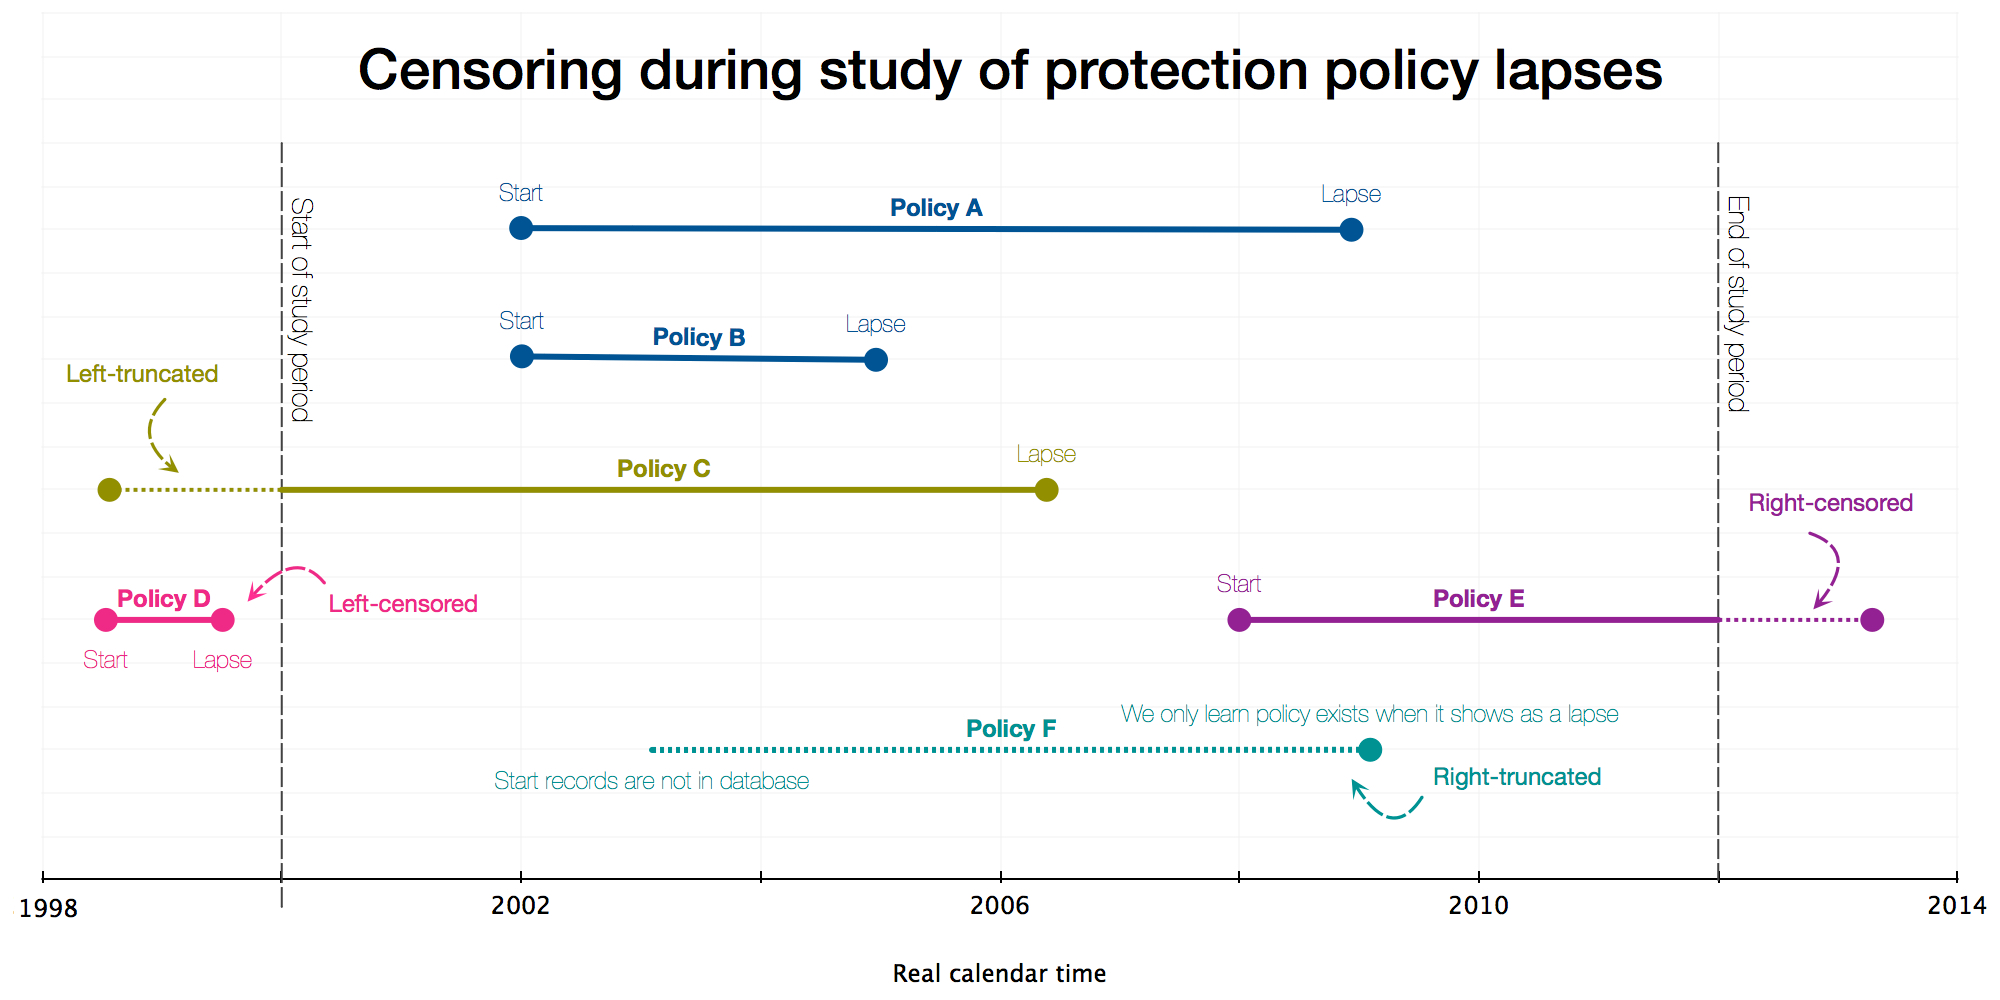 Censoring during study of protection policy lapses
Start of study period
End of study period
Start
Policy A
Lapse
Start
Policy B
Lapse
Left-truncated
Policy C
Lapse
Right-censored
Policy D
Start
Lapse
Left-censored
Start
Policy E
We only learn policy exists when it shows as a lapse
Policy F
Start records are not in database
Right-truncated
1998
2002
2006
2010
2014
Real calendar time